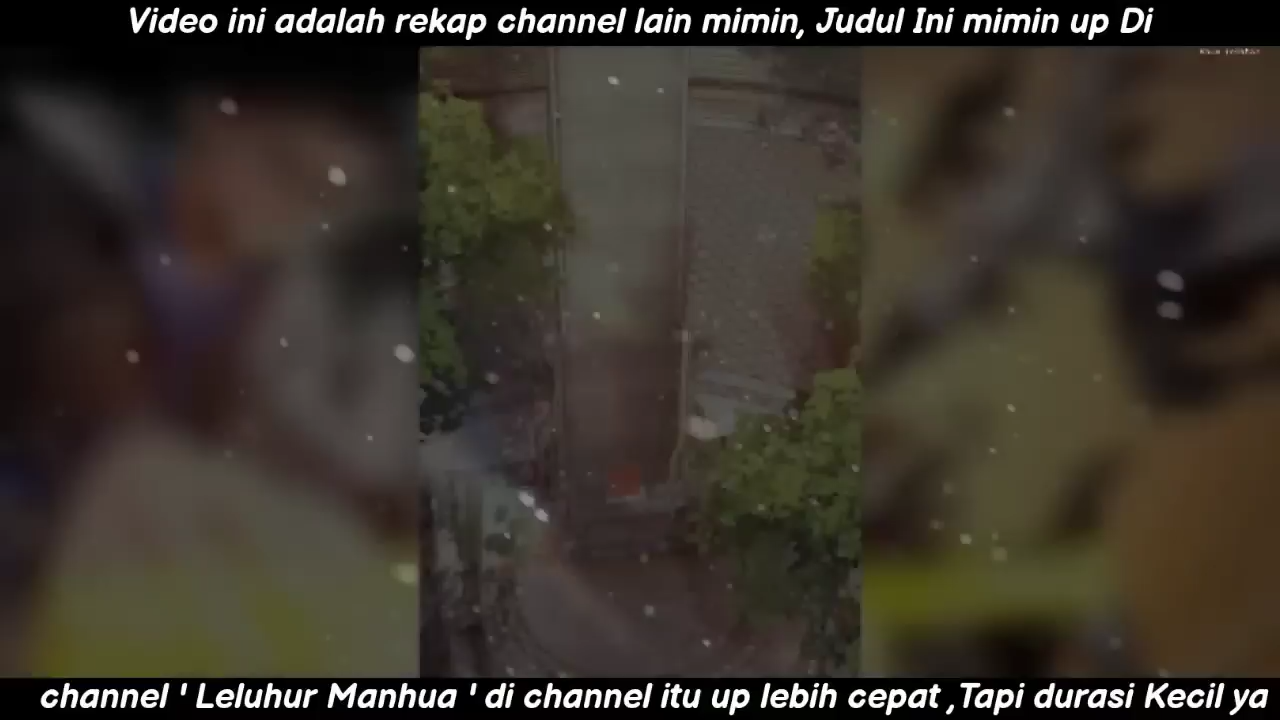 Video ini adalah rekap channel lain mimin, Judul Ini mimin up Di
channel ' Leluhur Manhua ' di channel itu up lebih cepat ,Tapi durasi Kecil ya